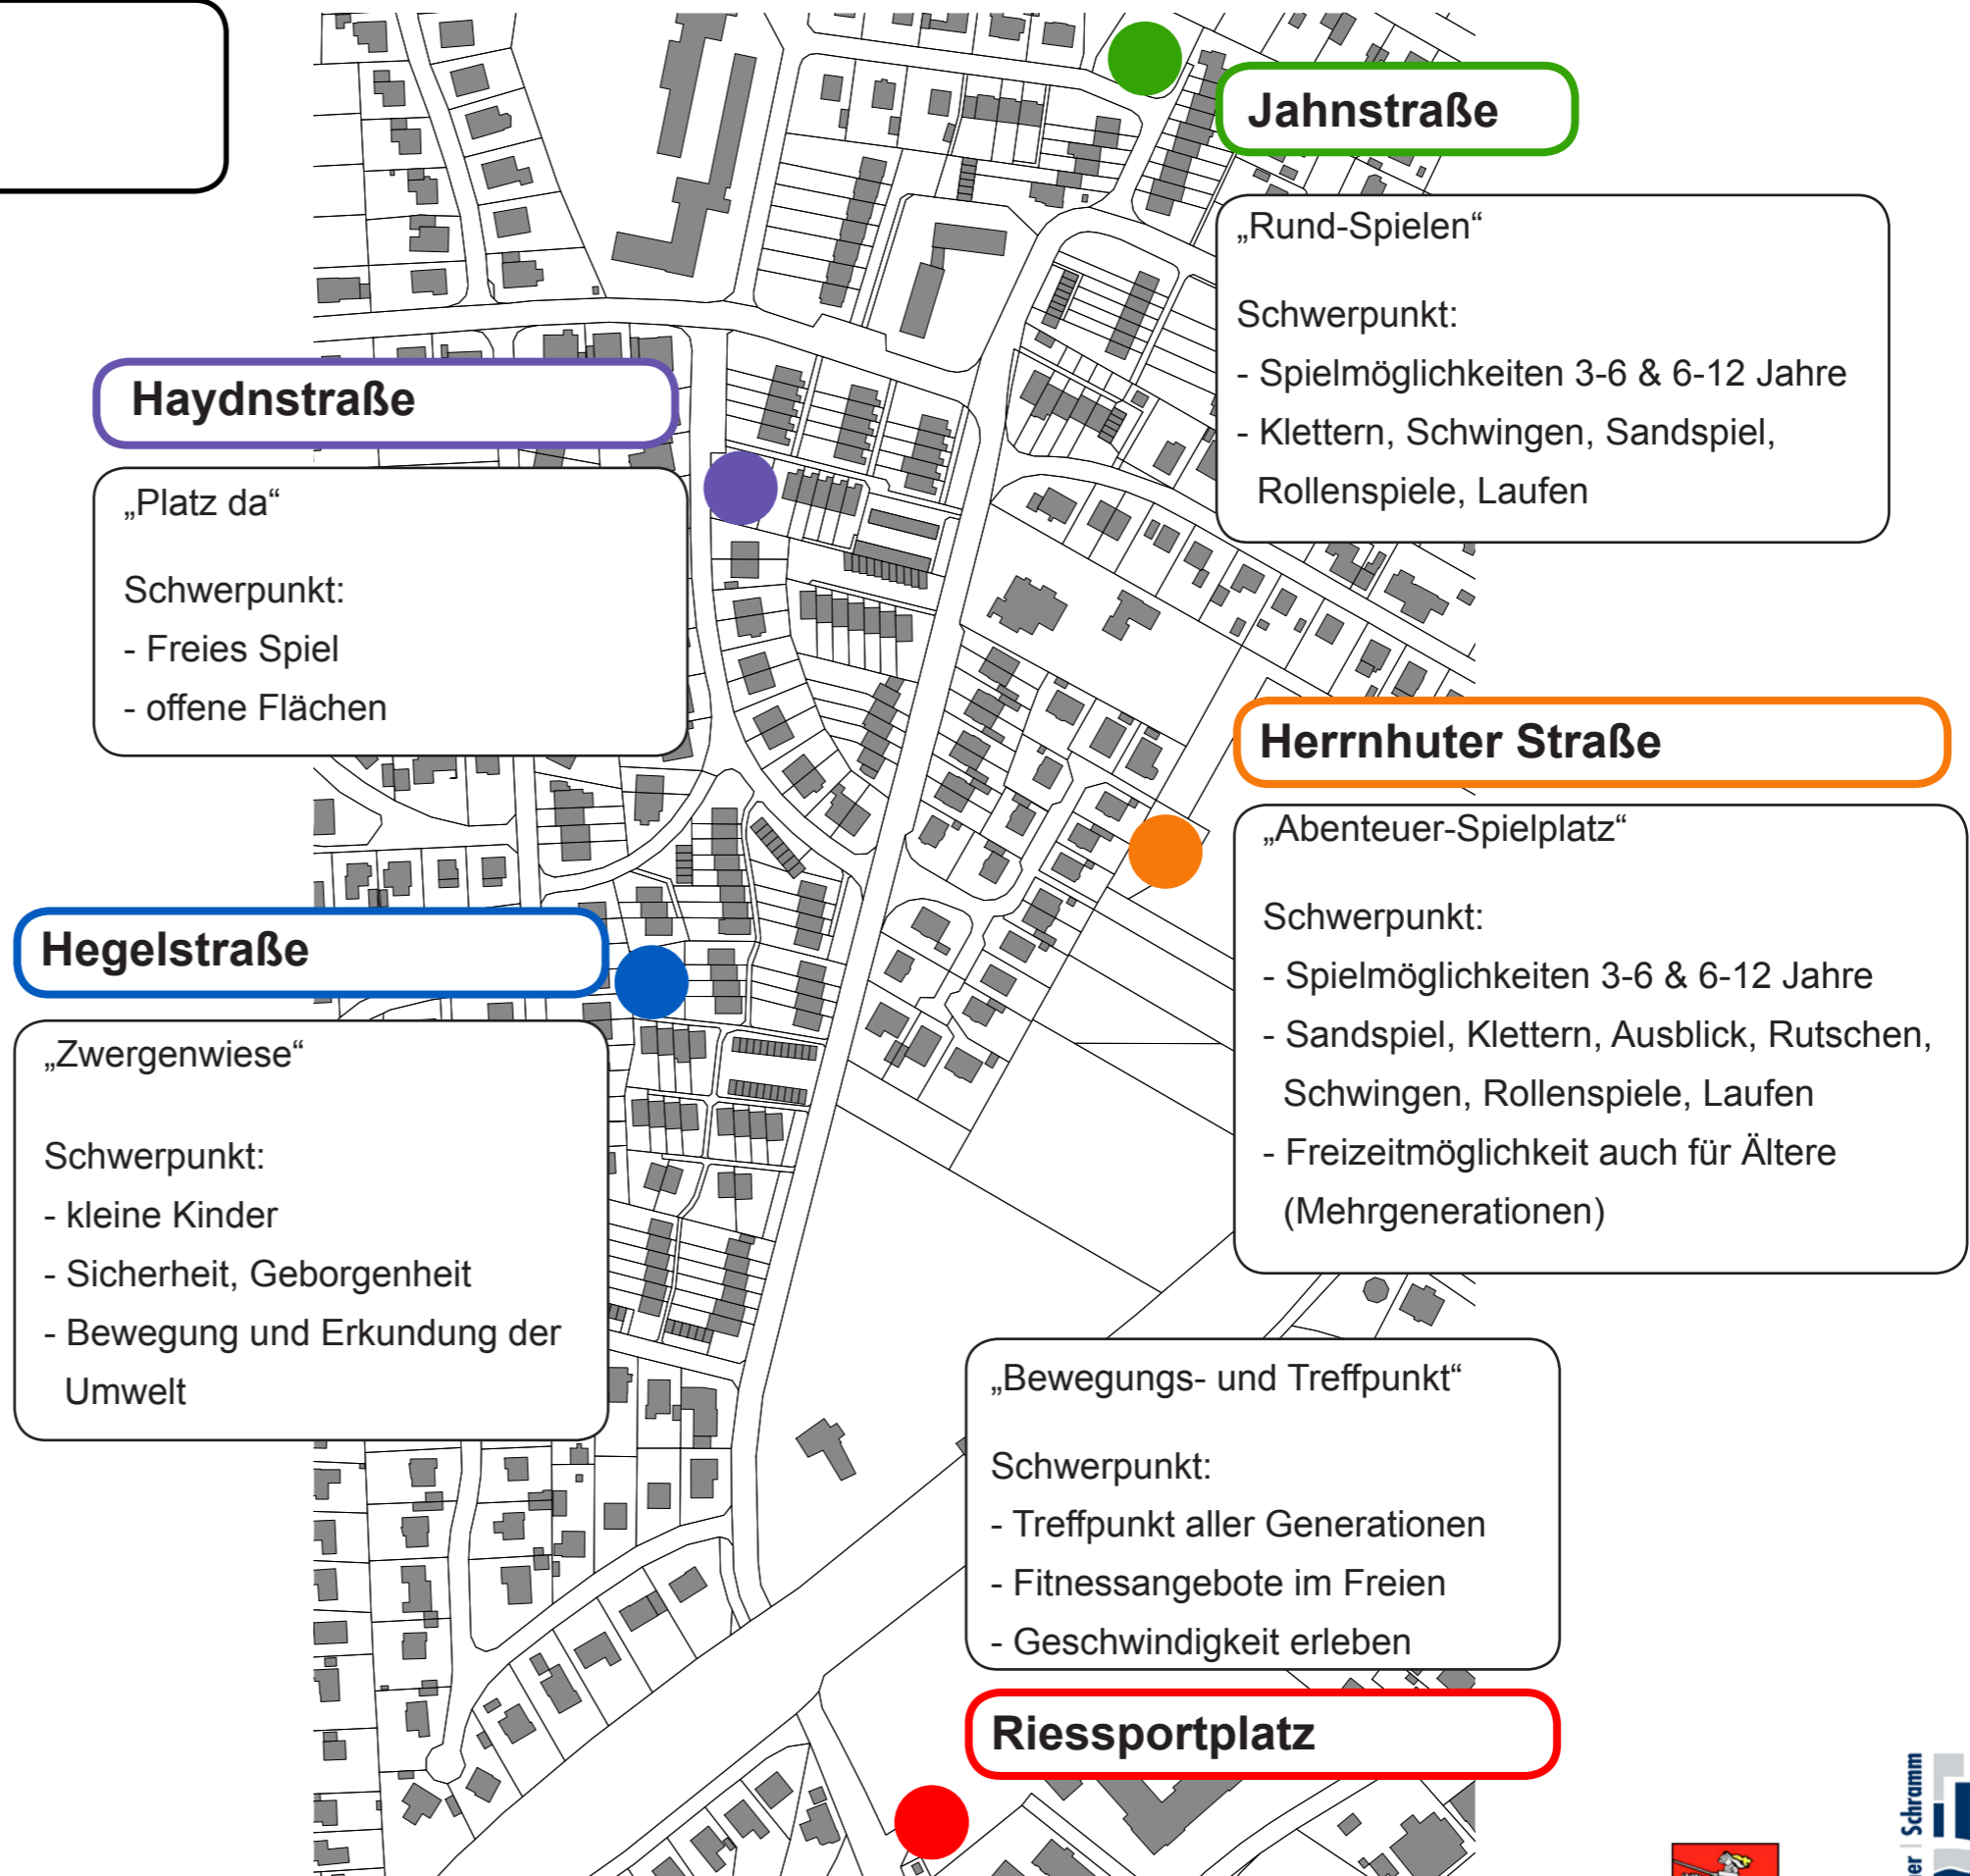 Jahnstraße
„Rund-Spielen“
Schwerpunkt:
- Spielmöglichkeiten 3-6 & 6-12 Jahre
- Klettern, Schwingen, Sandspiel,
Rollenspiele, Laufen
Haydnstraße
„Platz da“
Schwerpunkt:
- Freies Spiel
- offene Flächen
Herrnhuter Straße
„Abenteuer-Spielplatz“
Schwerpunkt:
- Spielmöglichkeiten 3-6 & 6-12 Jahre
- Sandspiel, Klettern, Ausblick, Rutschen,
Schwingen, Rollenspiele, Laufen
- Freizeitmöglichkeit auch für Ältere
(Mehrgenerationen)
Hegelstraße
„Zwergenwiese“
Schwerpunkt:
- kleine Kinder
- Sicherheit, Geborgenheit
- Bewegung und Erkundung der
Umwelt
„Bewegungs- und Treffpunkt“
Schwerpunkt:
- Treffpunkt aller Generationen
- Fitnessangebote im Freien
- Geschwindigkeit erleben
Riessportplatz
Schramm